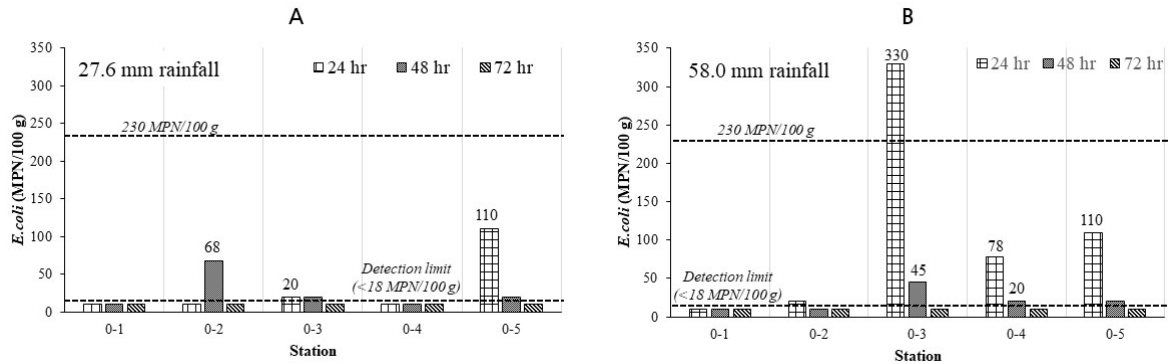 A
350
300
250
200
150
100
50
0
E.coli (MPN/100 g)
27.6 mm rainfall
24 hr 48 hr 72 hr
230 MPN/100 g
68
20
110
Detection limit
(<18 MPN/100 g)
0-1 0-2 0-3 0-4 0-5
Station
B
350
300
250
200
150
100
50
0
E.coli (MPN/100 g)
58.0 mm rainfall
24 hr 48 hr 72 hr
330
230 MPN/100 g
45
78
20
110
Detection limit
(<18 MPN/100 g)
0-1 0-2 0-3 0-4 0-5
Station